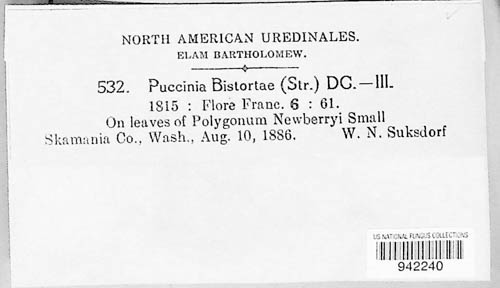 NORTH AMERICAN UREDINALES.
ELAM BARTHOLOMEW.
532. Puccinia Bistortae (Str.) DC.—III.
1815 : Flore Franc. 6 : 61.
On leaves of Polygonum Newberryi Small
Skamania Co., Wash., Aug. 10, 1886. W. N. Suksdorf
US NATIONAL FUNGUS COLLECTIONS
942240